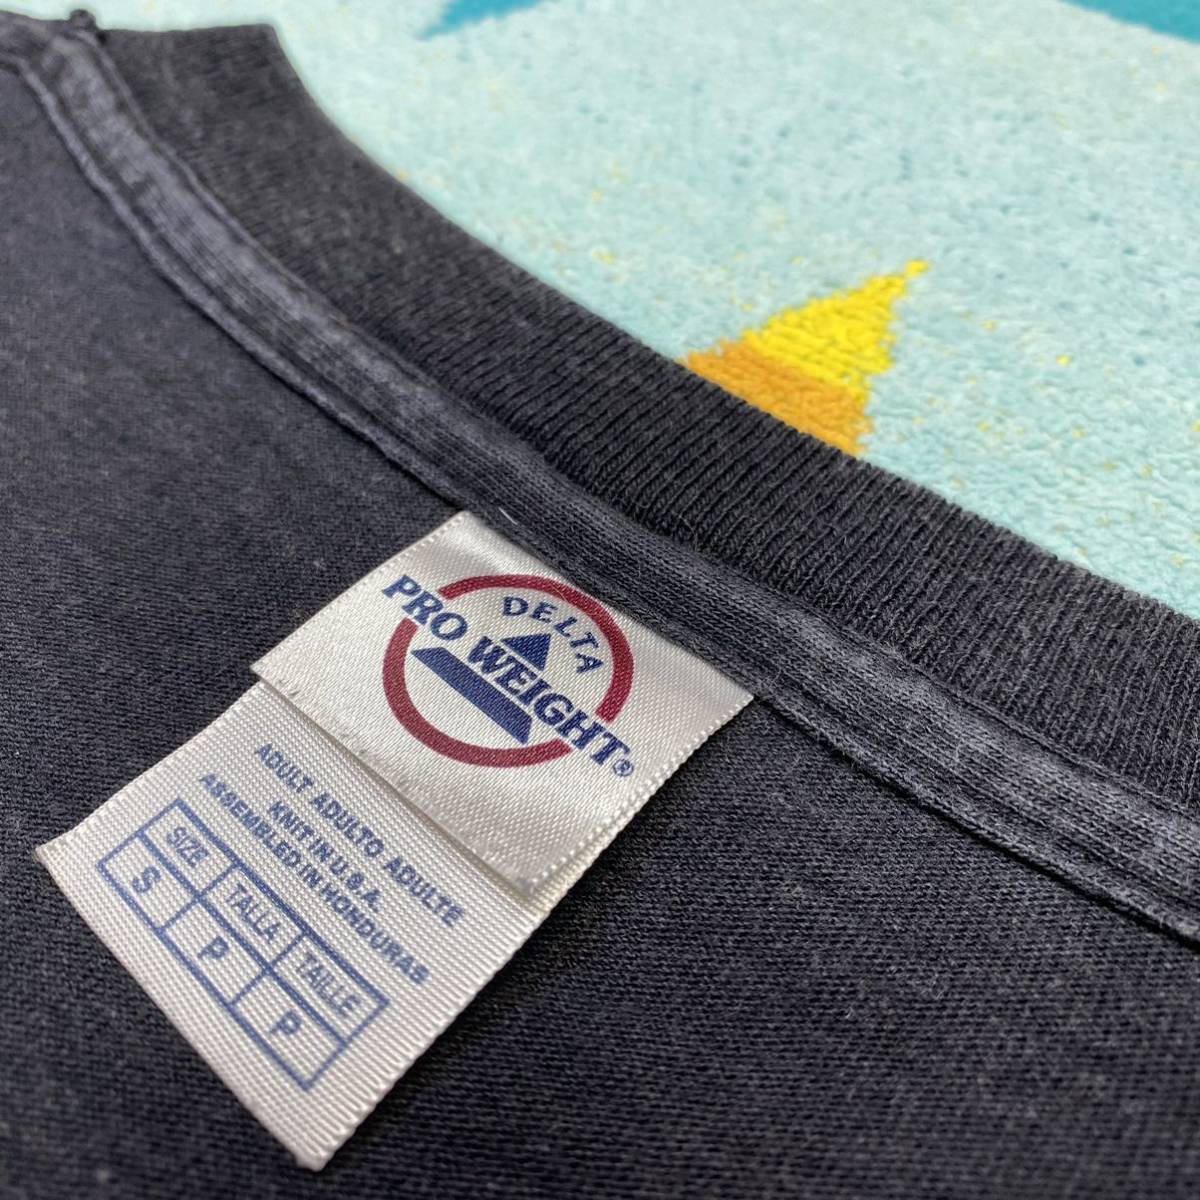 DELTA
PRO WEIGHT®
ADULT ADULTO ADULTE
KNIT IN U.S.A.
ASSEMBLED IN HONDURAS
SIZE TALLA TAILLE
S P P